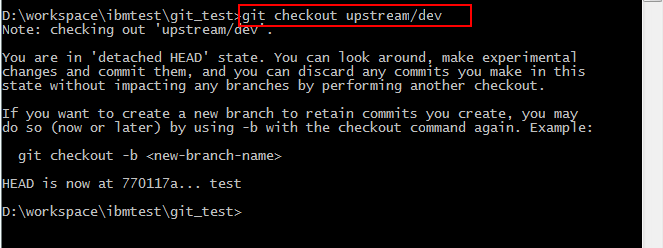 D:\workspace\ibmtest\git_test>git checkout upstream/dev
Note: checking out 'upstream/dev'.
You are in 'detached HEAD' state. You can look around, make experimental
changes and commit them, and you can discard any commits you make in this
state without impacting any branches by performing another checkout.
If you want to create a new branch to retain commits you create, you may
do so (now or later) by using -b with the checkout command again. Example:
git checkout -b <new-branch-name>
HEAD is now at 770117a... test
D:\workspace\ibmtest\git_test>